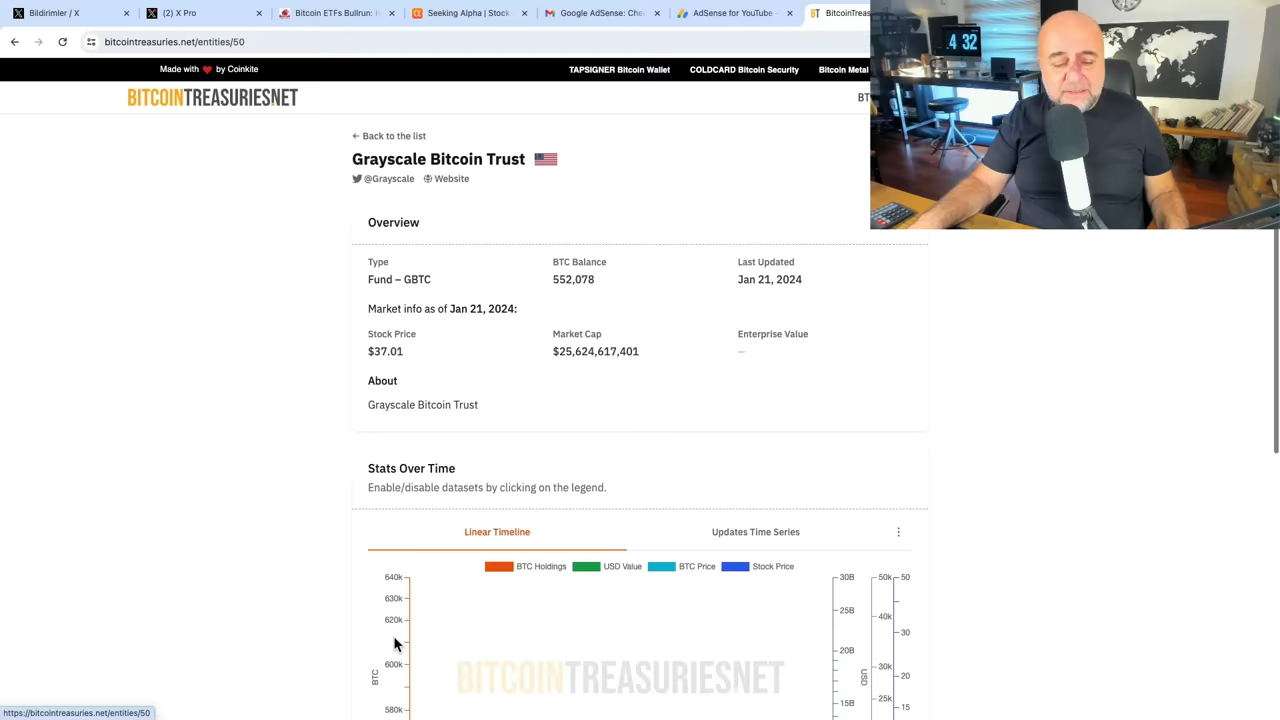 Bildirimler / X
(2) X Pro
Bitcoin ETFs Bullrun:
Seeking Alpha | Stock
Google AdSense: Che
AdSense for YouTube -
BitcoinTreas
bitcointreasuries.net/entities/50
Made with ❤ by Coinkite
TAPSIGNER Bitcoin Wallet
COLDCARD Bitcoin Security
Bitcoin Metal
BITCOINTREASURIESNET
BT
← Back to the list
Grayscale Bitcoin Trust
@Grayscale
Website
Overview
Type
BTC Balance
Last Updated
Fund – GBTC
552,078
Jan 21, 2024
Market info as of Jan 21, 2024:
Stock Price
Market Cap
Enterprise Value
$37.01
$25,624,617,401
—
About
Grayscale Bitcoin Trust
Stats Over Time
Enable/disable datasets by clicking on the legend.
Linear Timeline
Updates Time Series
BTC Holdings
USD Value
BTC Price
Stock Price
640k
30B
50k
50
630k
25B
620k
40k
30
600k
20B
30k
20
BTC
USD
BITCOINTREASURIESNET
580k
15B
25k
15
https://bitcointreasuries.net/entities/50
4 32